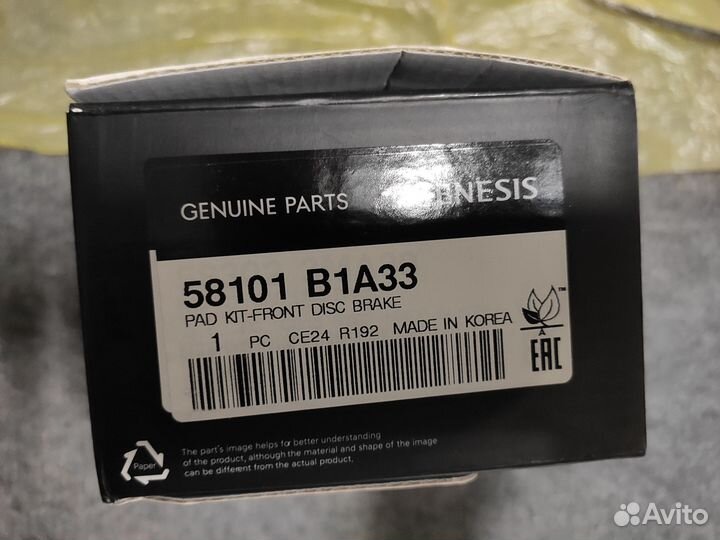 GENUINE PARTS GENESIS
58101 B1A33
PAD KIT-FRONT DISC BRAKE
1 PC CE24 R192 MADE IN KOREA
TM
A
EAC
Paper
The part's image helps for better understanding
of the product, although the material and shape of the image
can be different from the actual product.
Avito